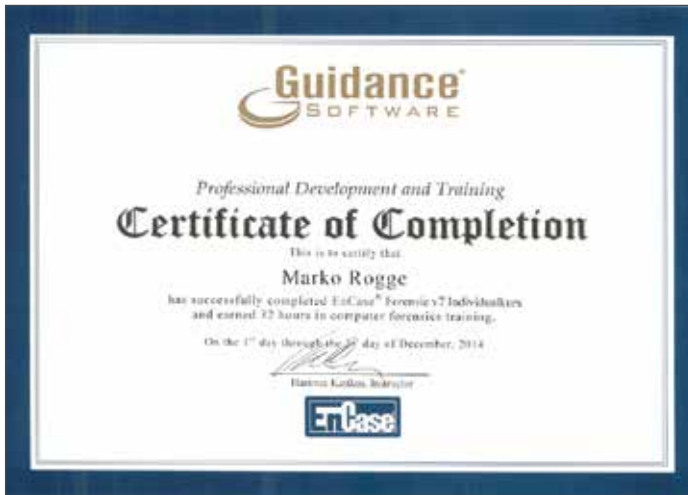 Guidance®
SOFTWARE
Professional Development and Training
Certificate of Completion
This is to certify that
Marko Rogge
has successfully completed EnCase® Forensic v7 Individualkurs
and earned 32 hours in computer forensics training.
On the 1st day through the day of December, 2014
Instructor
EnCase